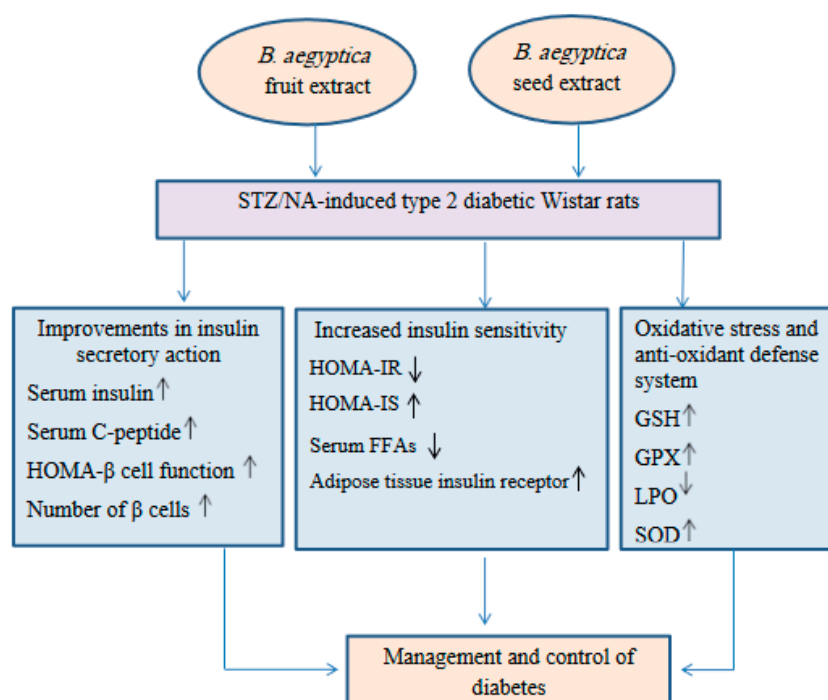 B. aegyptica
fruit extract
B. aegyptica
seed extract
STZ/NA-induced type 2 diabetic Wistar rats
Improvements in insulin
secretory action
Serum insulin↑
Serum C-peptide↑
HOMA-β cell function ↑
Number of β cells ↑
Increased insulin sensitivity
HOMA-IR ↓
HOMA-IS ↑
Serum FFAs ↓
Adipose tissue insulin receptor↑
Oxidative stress and
anti-oxidant defense
system
GSH↑
GPX↑
LPO↓
SOD↑
Management and control of
diabetes